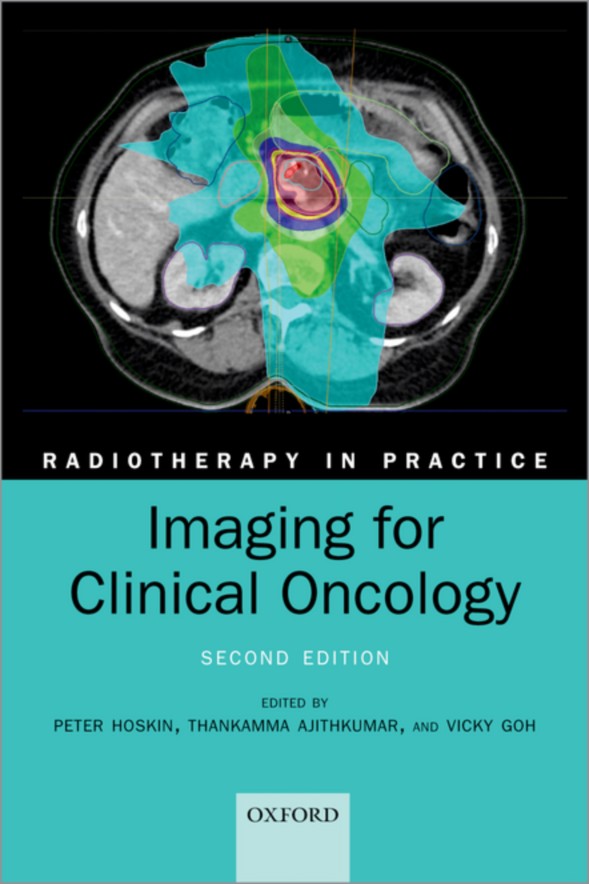 RADIOTHERAPY IN PRACTICE
Imaging for
Clinical Oncology
SECOND EDITION
EDITED BY
PETER HOSKIN, THANKAMMA AJITHKUMAR, AND VICKY GOH
OXFORD